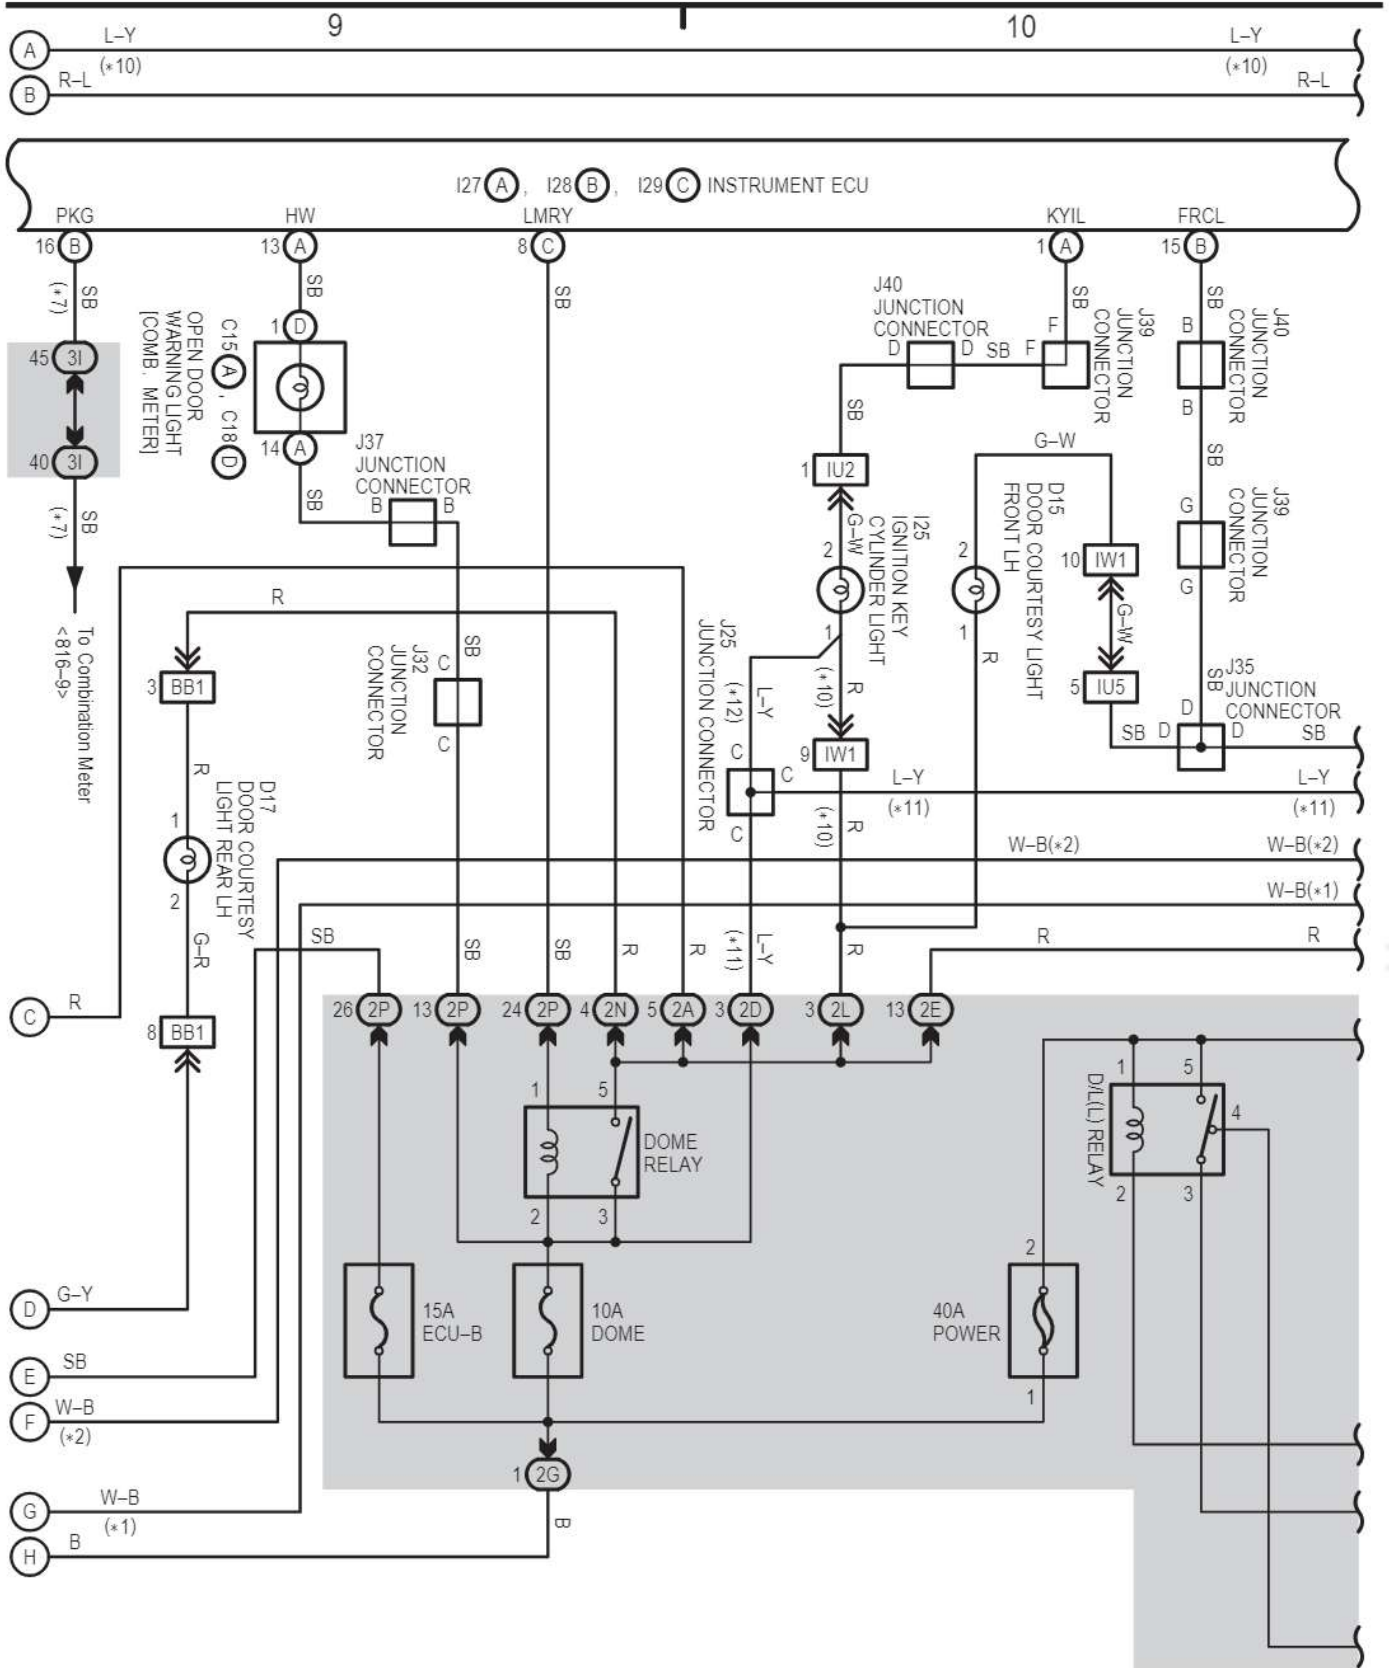 9
10
A
L–Y
(*10)
L–Y
(*10)
B
R–L
R–L
I27 A , I28 B , I29 C INSTRUMENT ECU
PKG
HW
LMRY
KYIL
FRCL
16 B
13 A
8 C
1 A
15 B
SB
(*7)
SB
SB
SB
SB
45 3I
40 3I
SB
(*7)
To Combination Meter
<816–9>
C15 A , C18 D
OPEN DOOR
WARNING LIGHT
[COMB. METER]
1 D
14 A
SB
J37
JUNCTION
CONNECTOR
B
B
SB
J32
JUNCTION
CONNECTOR
C
C
J40
JUNCTION
CONNECTOR
D
D
SB
F
F
J39
JUNCTION
CONNECTOR
SB
1 IU2
G–W
2
1
I25
IGNITION KEY
CYLINDER LIGHT
R
(*10)
9 IW1
R
(*10)
G–W
2
1
R
D15
DOOR COURTESY LIGHT
FRONT LH
10 IW1
G–W
5 IU5
SB
B
B
J40
JUNCTION
CONNECTOR
SB
G
G
J39
JUNCTION
CONNECTOR
SB
J35
JUNCTION
CONNECTOR
D
D
D
SB
J25
JUNCTION CONNECTOR
L–Y
(*12)
C
C
C
L–Y
(*11)
L–Y
(*11)
W–B(*2)
W–B(*2)
W–B(*1)
R
3 BB1
R
1
2
D17
DOOR COURTESY
LIGHT REAR LH
G–R
8 BB1
SB
SB
SB
R
R
L–Y
(*11)
R
R
R
C
R
26 2P
13 2P
24 2P
4 2N
5 2A
3 2D
3 2L
13 2E
1
5
2
3
DOME
RELAY
1
5
4
2
3
D/L(L) RELAY
15A
ECU–B
10A
DOME
40A
POWER
2
1
D
G–Y
E
SB
F
W–B
(*2)
1 2G
B
G
W–B
(*1)
H
B